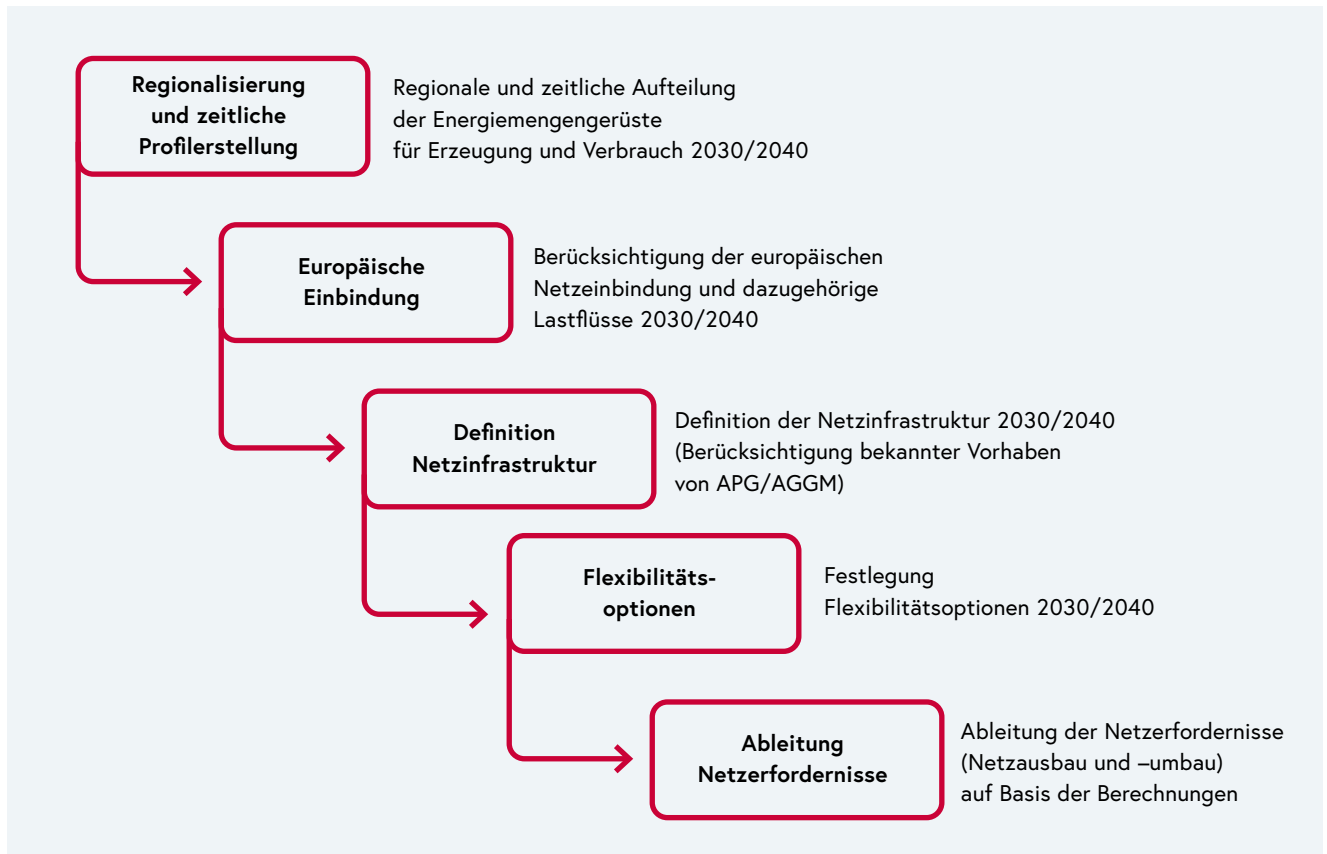 Regionalisierung
und zeitliche
Profilerstellung
Regionale und zeitliche Aufteilung
der Energiemengengerüste
für Erzeugung und Verbrauch 2030/2040
Europäische
Einbindung
Berücksichtigung der europäischen
Netzeinbindung und dazugehörige
Lastflüsse 2030/2040
Definition
Netzinfrastruktur
Definition der Netzinfrastruktur 2030/2040
(Berücksichtigung bekannter Vorhaben
von APG/AGGM)
Flexibilitäts-
optionen
Festlegung
Flexibilitätsoptionen 2030/2040
Ableitung
Netzerfordernisse
Ableitung der Netzerfordernisse
(Netzausbau und –umbau)
auf Basis der Berechnungen